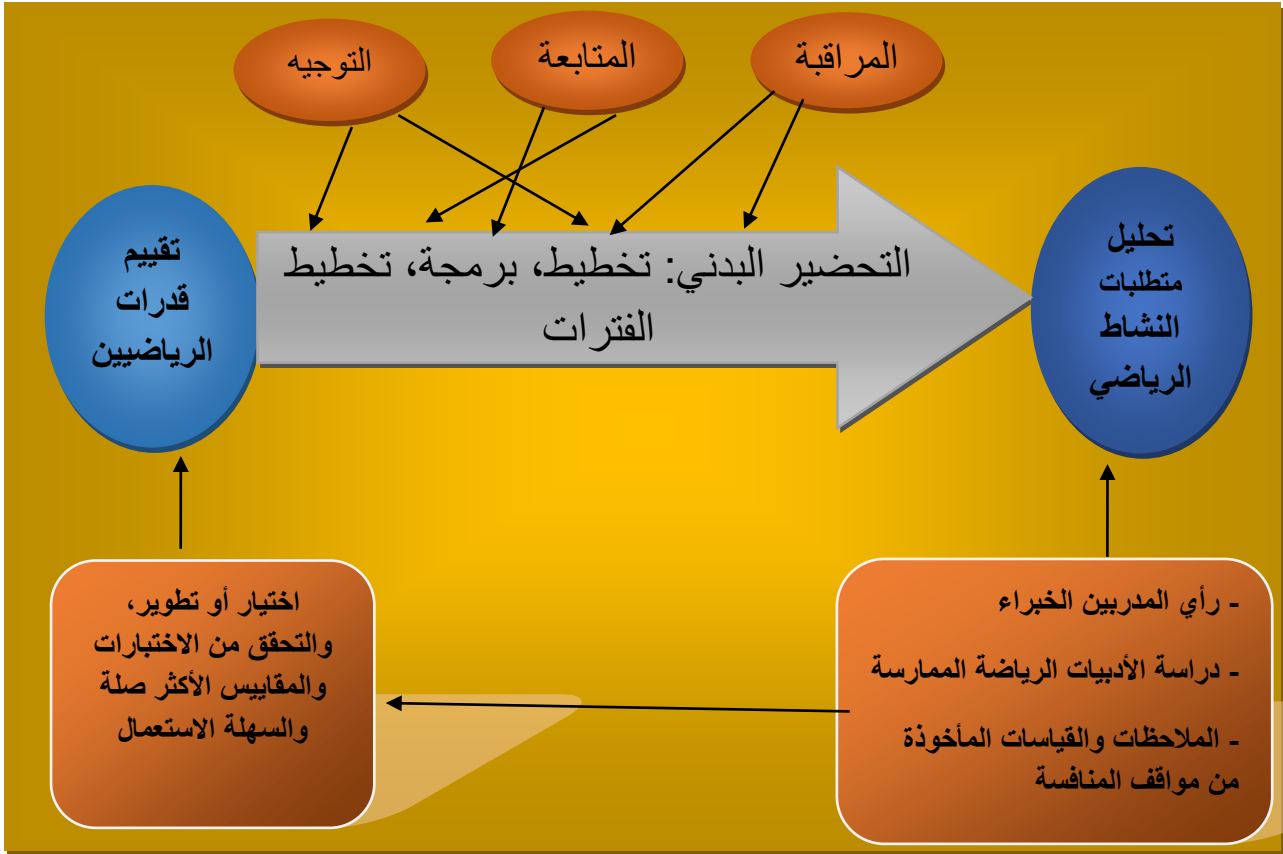 المراقبة
المتابعة
التوجيه
تحليل
متطلبات
النشاط
الرياضي
التحضير البدني: تخطيط، برمجة، تخطيط
الفترات
تقييم
قدرات
الرياضيين
- رأي المدربين الخبراء
- دراسة الأدبيات الرياضة الممارسة
- الملاحظات والقياسات المأخوذة
من مواقف المنافسة
اختيار أو تطوير،
والتحقق من الاختبارات
والمقاييس الأكثر صلة
والسهلة الاستعمال